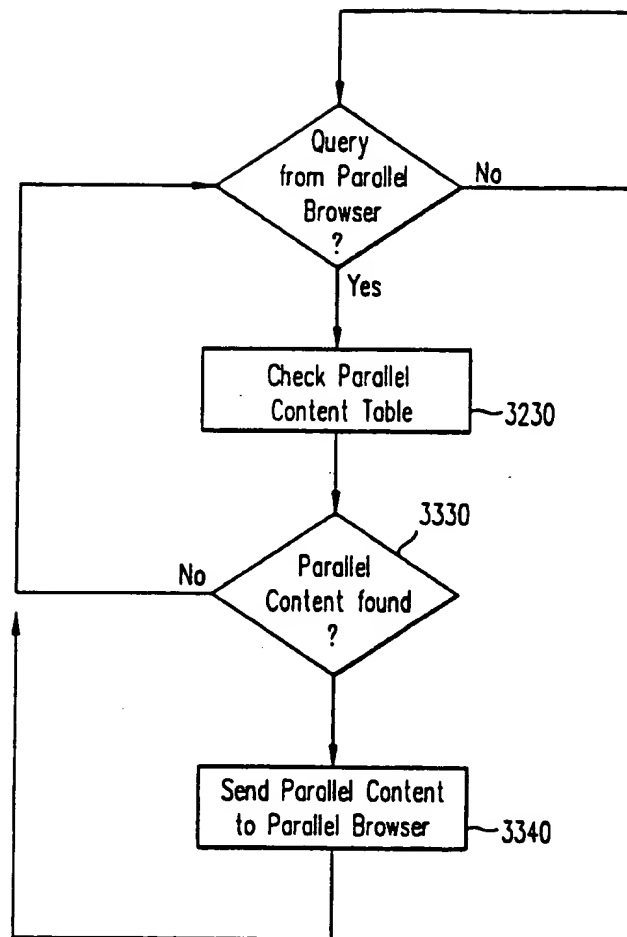 Query
from Parallel
Browser
?
No
Yes
Check Parallel
Content Table
3230
3330
No
Parallel
Content found
?
Send Parallel Content
to Parallel Browser
3340